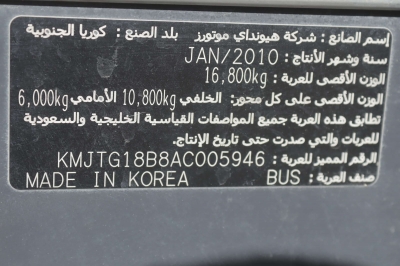 إسم الصانع : شركة هيونداي موتورز   بلد الصنع : كوريا الجنوبية
سنة وشهر الأنتاج : JAN/2010
الوزن الأقصى للعربة : 16,800kg
الوزن الأقصى على كل محور: الخلفي 10,800kg الأمامي 6,000kg
تطابق هذه العربة جميع المواصفات القياسية الخليجية والسعودية
للعربات والتي صدرت حتى تاريخ الإنتاج.
الرقم المميز للعربة : KMJTG18B8AC005946
صنف العربة : BUS   MADE IN KOREA